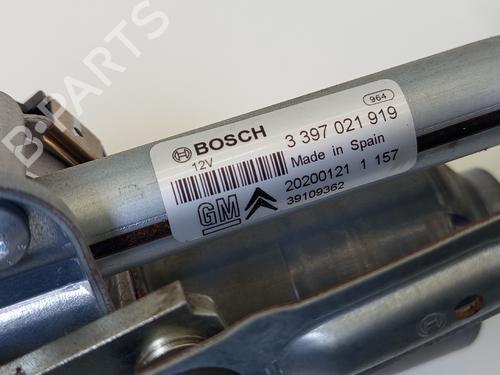 964
BOSCH 3 397 021 919
12V Made in Spain
20200121 1 157
GM 39109362
B-PARTS